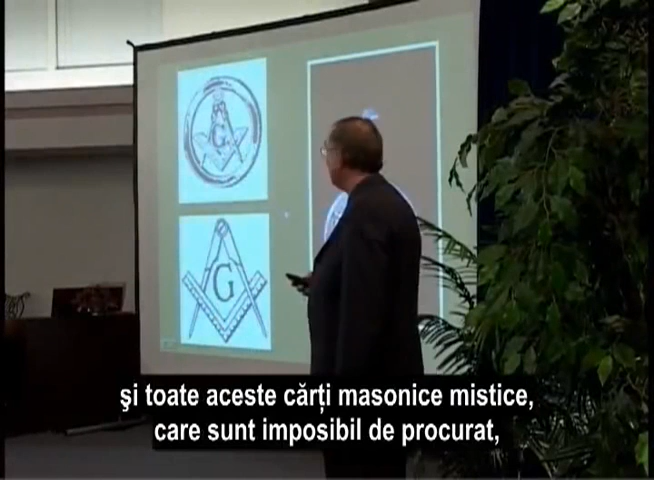 G
G
şi toate aceste cărţi masonice mistice,
care sunt imposibil de procurat,